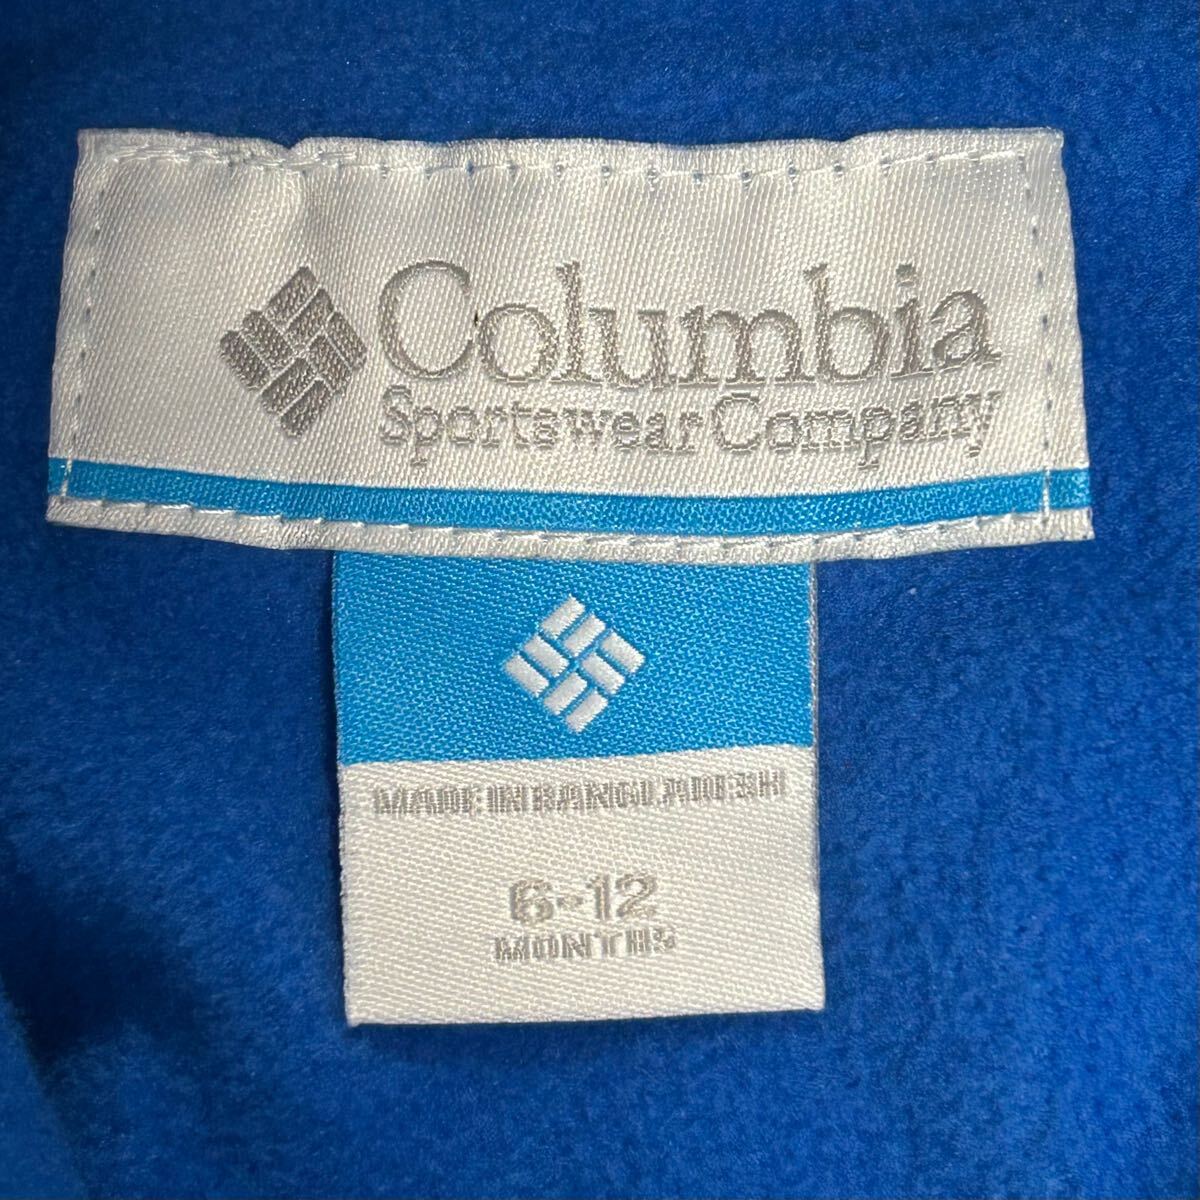 Columbia
Sportswear Company
MADE IN BANGLADESH
6-12
MONTHS